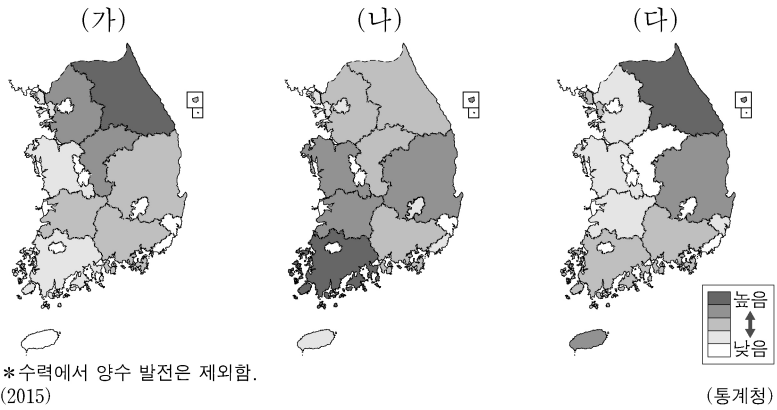 (가) (나) (다)
높음
낮음
*수력에서 양수 발전은 제외함.
(2015) (통계청)